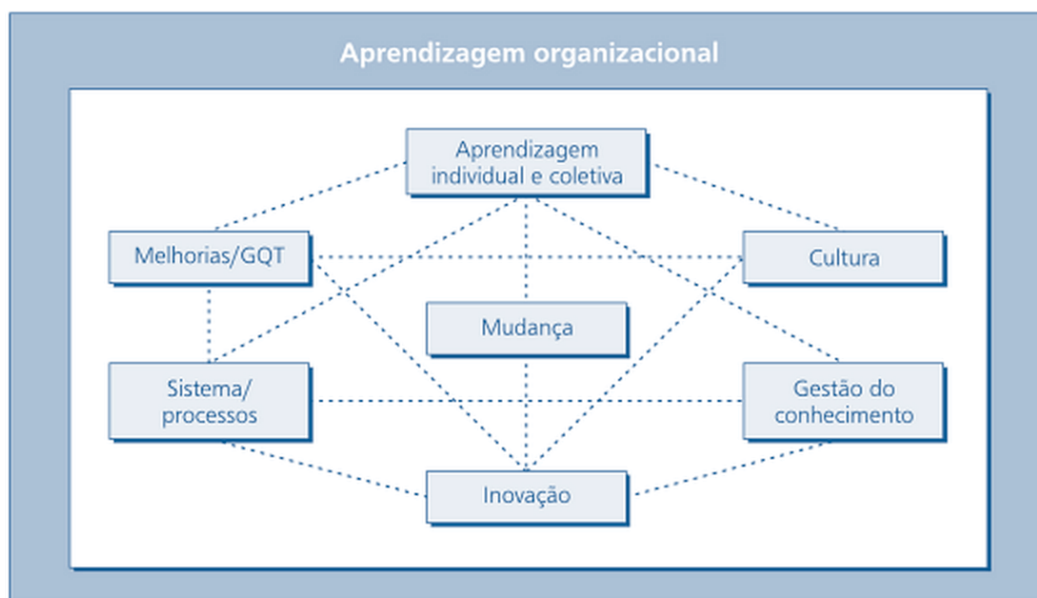 Aprendizagem organizacional
Aprendizagem
individual e coletiva
Melhorias/GQT
Cultura
Mudança
Sistema/
processos
Gestão do
conhecimento
Inovação